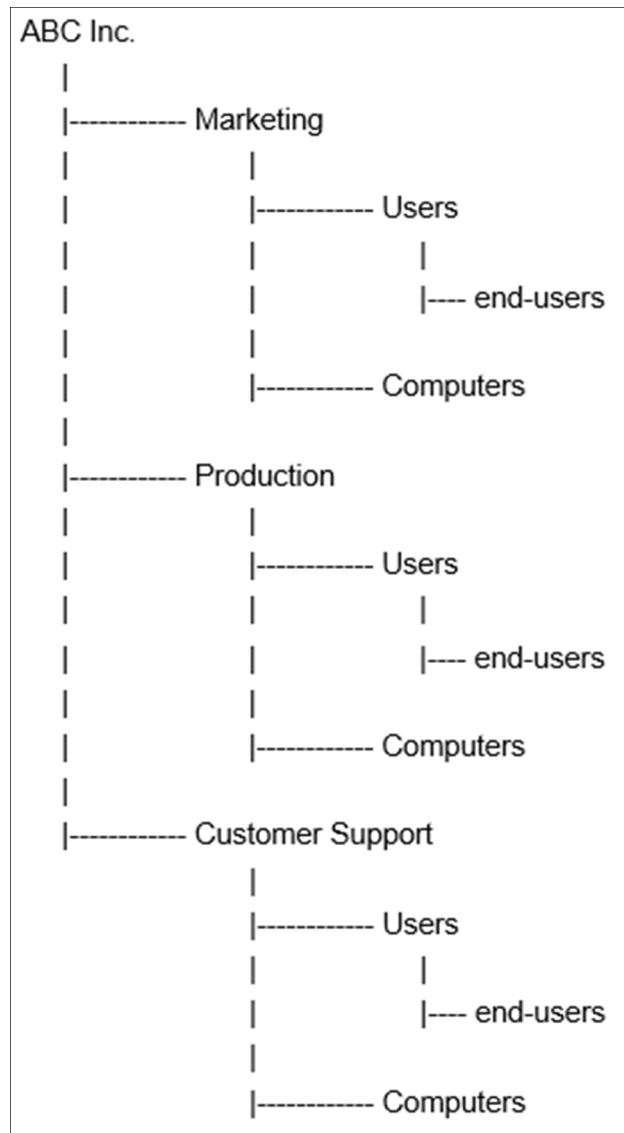 ABC Inc.
|
|------------ Marketing
| |
| |------------ Users
| | |
| | |---- end-users
| |
| |------------ Computers
|
|------------ Production
| |
| |------------ Users
| | |
| | |---- end-users
| |
| |------------ Computers
|
|------------ Customer Support
|
|------------ Users
| |
| |---- end-users
|
|------------ Computers